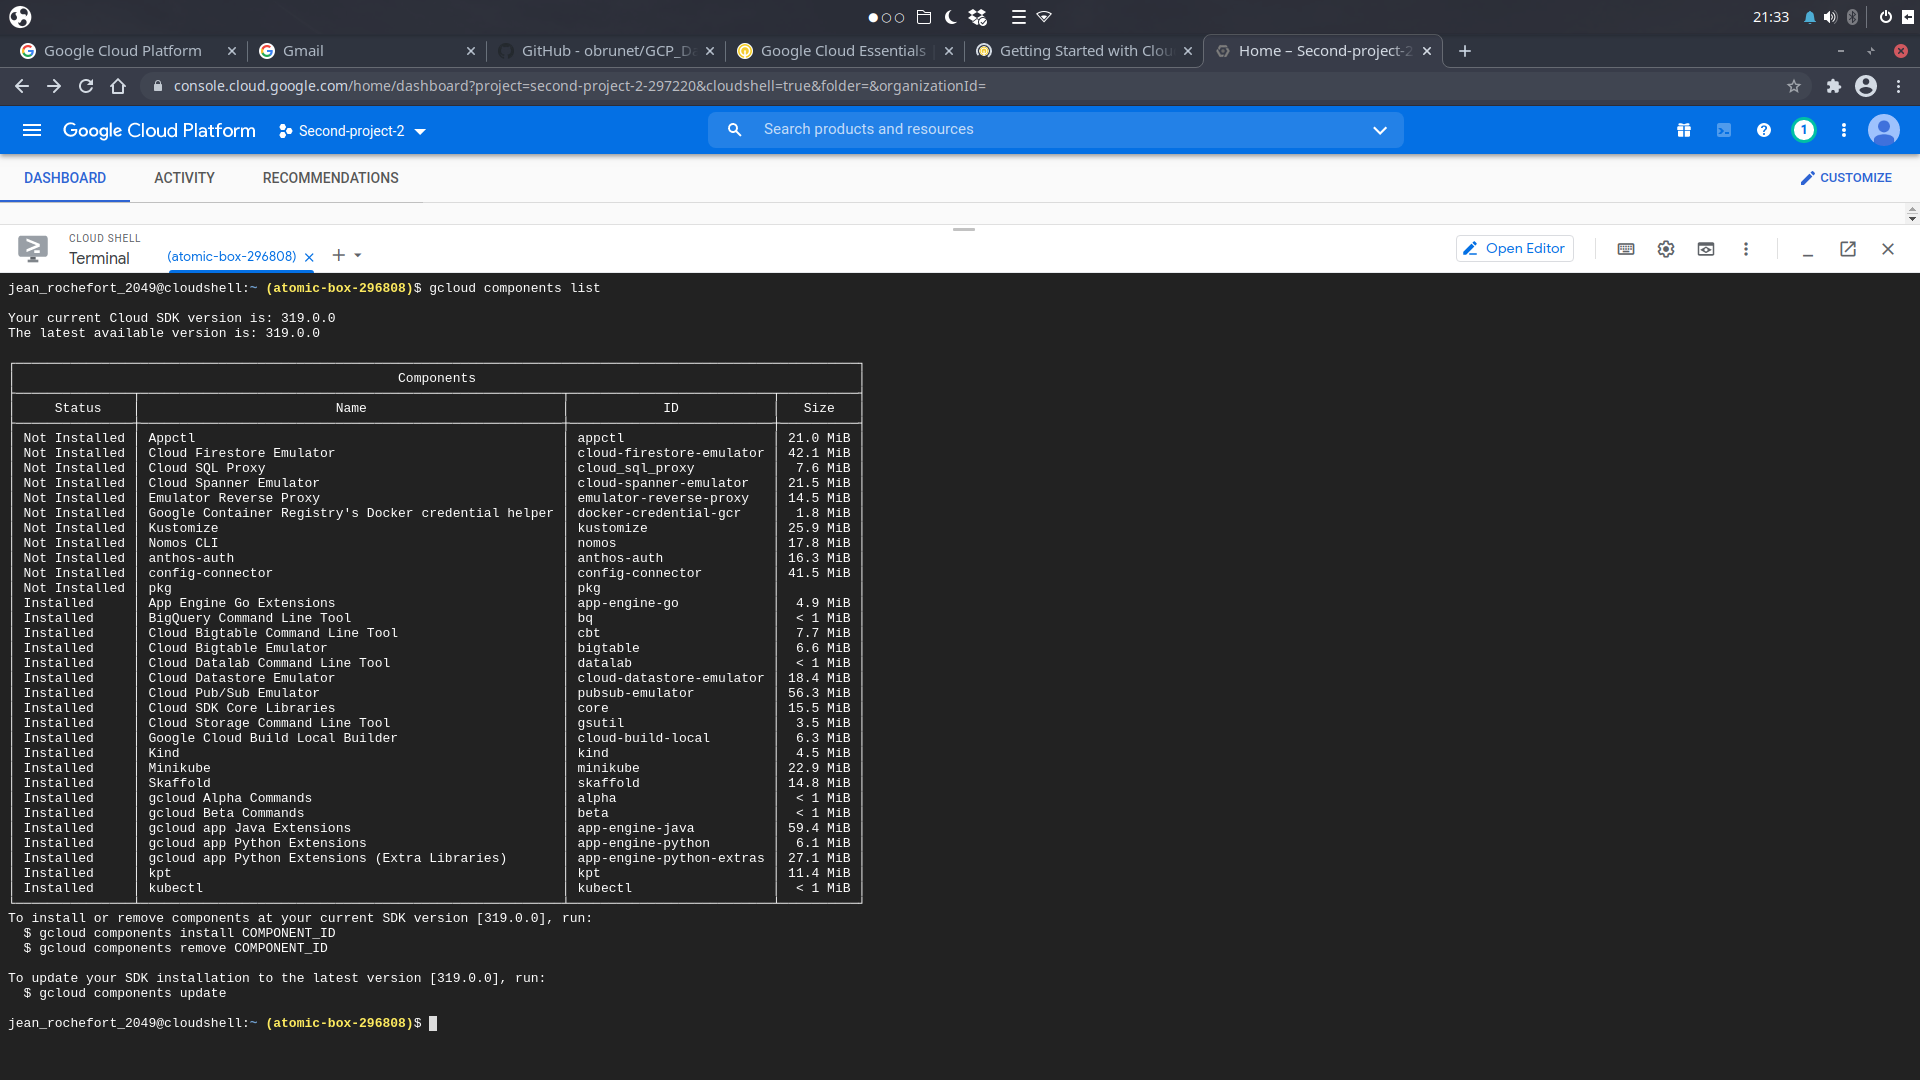 21:33
Google Cloud Platform
Gmail
GitHub - obrunet/GCP_Da
Google Cloud Essentials
Getting Started with Clou
Home – Second-project-2
console.cloud.google.com/home/dashboard?project=second-project-2-297220&cloudshell=true&folder=&organizationId=
Google Cloud Platform
Second-project-2
Search products and resources
1
DASHBOARD
ACTIVITY
RECOMMENDATIONS
CUSTOMIZE
CLOUD SHELL
Terminal
(atomic-box-296808)
Open Editor
jean_rochefort_2049@cloudshell:~ (atomic-box-296808)$ gcloud components list
Your current Cloud SDK version is: 319.0.0
The latest available version is: 319.0.0
Components
Status Name ID Size
Not Installed Appctl appctl 21.0 MiB
Not Installed Cloud Firestore Emulator cloud-firestore-emulator 42.1 MiB
Not Installed Cloud SQL Proxy cloud_sql_proxy 7.6 MiB
Not Installed Cloud Spanner Emulator cloud-spanner-emulator 21.5 MiB
Not Installed Emulator Reverse Proxy emulator-reverse-proxy 14.5 MiB
Not Installed Google Container Registry's Docker credential helper docker-credential-gcr 1.8 MiB
Not Installed Kustomize kustomize 25.9 MiB
Not Installed Nomos CLI nomos 17.8 MiB
Not Installed anthos-auth anthos-auth 16.3 MiB
Not Installed config-connector config-connector 41.5 MiB
Not Installed pkg pkg
Installed App Engine Go Extensions app-engine-go 4.9 MiB
Installed BigQuery Command Line Tool bq < 1 MiB
Installed Cloud Bigtable Command Line Tool cbt 7.7 MiB
Installed Cloud Bigtable Emulator bigtable 6.6 MiB
Installed Cloud Datalab Command Line Tool datalab < 1 MiB
Installed Cloud Datastore Emulator cloud-datastore-emulator 18.4 MiB
Installed Cloud Pub/Sub Emulator pubsub-emulator 56.3 MiB
Installed Cloud SDK Core Libraries core 15.5 MiB
Installed Cloud Storage Command Line Tool gsutil 3.5 MiB
Installed Google Cloud Build Local Builder cloud-build-local 6.3 MiB
Installed Kind kind 4.5 MiB
Installed Minikube minikube 22.9 MiB
Installed Skaffold skaffold 14.8 MiB
Installed gcloud Alpha Commands alpha < 1 MiB
Installed gcloud Beta Commands beta < 1 MiB
Installed gcloud app Java Extensions app-engine-java 59.4 MiB
Installed gcloud app Python Extensions app-engine-python 6.1 MiB
Installed gcloud app Python Extensions (Extra Libraries) app-engine-python-extras 27.1 MiB
Installed kpt kpt 11.4 MiB
Installed kubectl kubectl < 1 MiB
To install or remove components at your current SDK version [319.0.0], run:
$ gcloud components install COMPONENT_ID
$ gcloud components remove COMPONENT_ID
To update your SDK installation to the latest version [319.0.0], run:
$ gcloud components update
jean_rochefort_2049@cloudshell:~ (atomic-box-296808)$